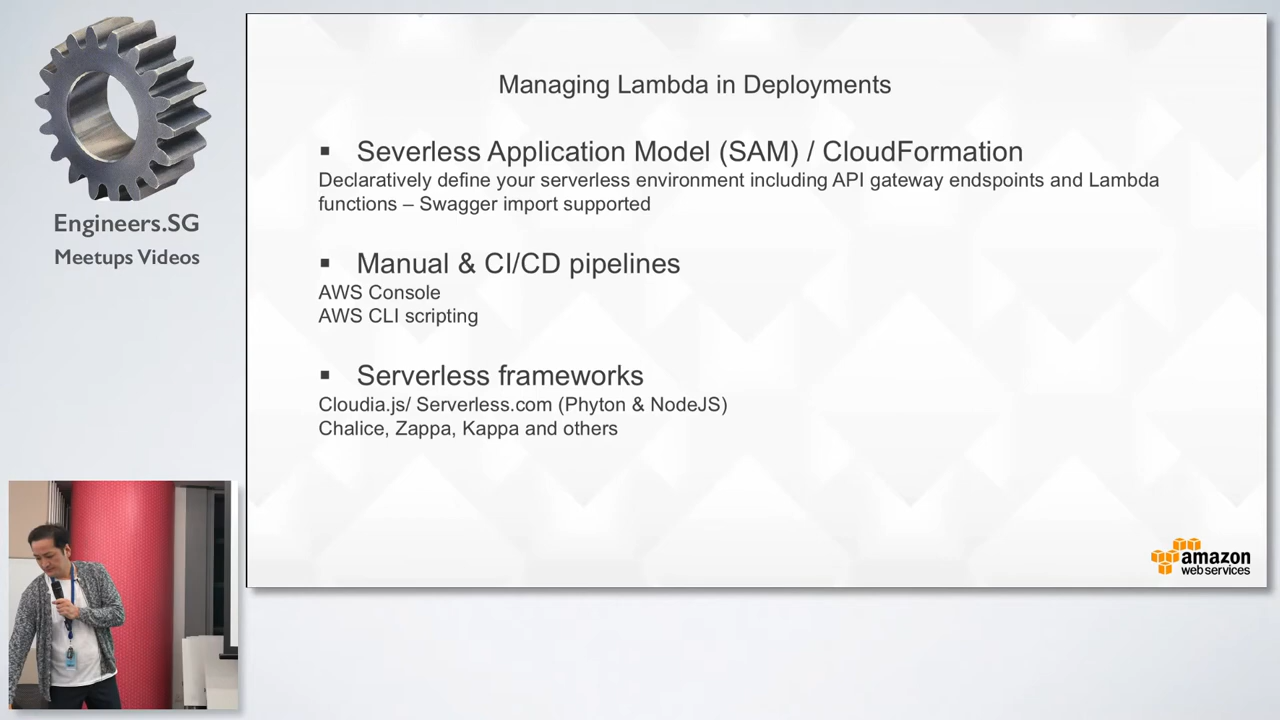 Engineers.SG
Meetups Videos
Managing Lambda in Deployments
▪ Severless Application Model (SAM) / CloudFormation
Declaratively define your serverless environment including API gateway endspoints and Lambda
functions – Swagger import supported
▪ Manual & CI/CD pipelines
AWS Console
AWS CLI scripting
▪ Serverless frameworks
Cloudia.js/ Serverless.com (Phyton & NodeJS)
Chalice, Zappa, Kappa and others
amazon
webservices